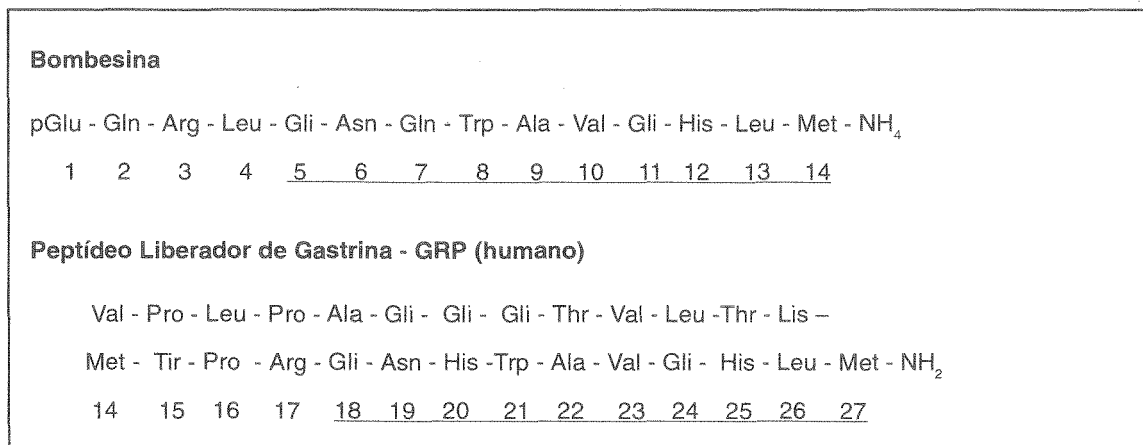 Bombesina
pGlu - Gln - Arg - Leu - Gli - Asn - Gln - Trp - Ala - Val - Gli - His - Leu - Met - NH₄
1 2 3 4 5 6 7 8 9 10 11 12 13 14
Peptídeo Liberador de Gastrina - GRP (humano)
Val - Pro - Leu - Pro - Ala - Gli - Gli - Gli - Thr - Val - Leu -Thr - Lis –
Met - Tir - Pro - Arg - Gli - Asn - His -Trp - Ala - Val - Gli - His - Leu - Met - NH₂
14 15 16 17 18 19 20 21 22 23 24 25 26 27